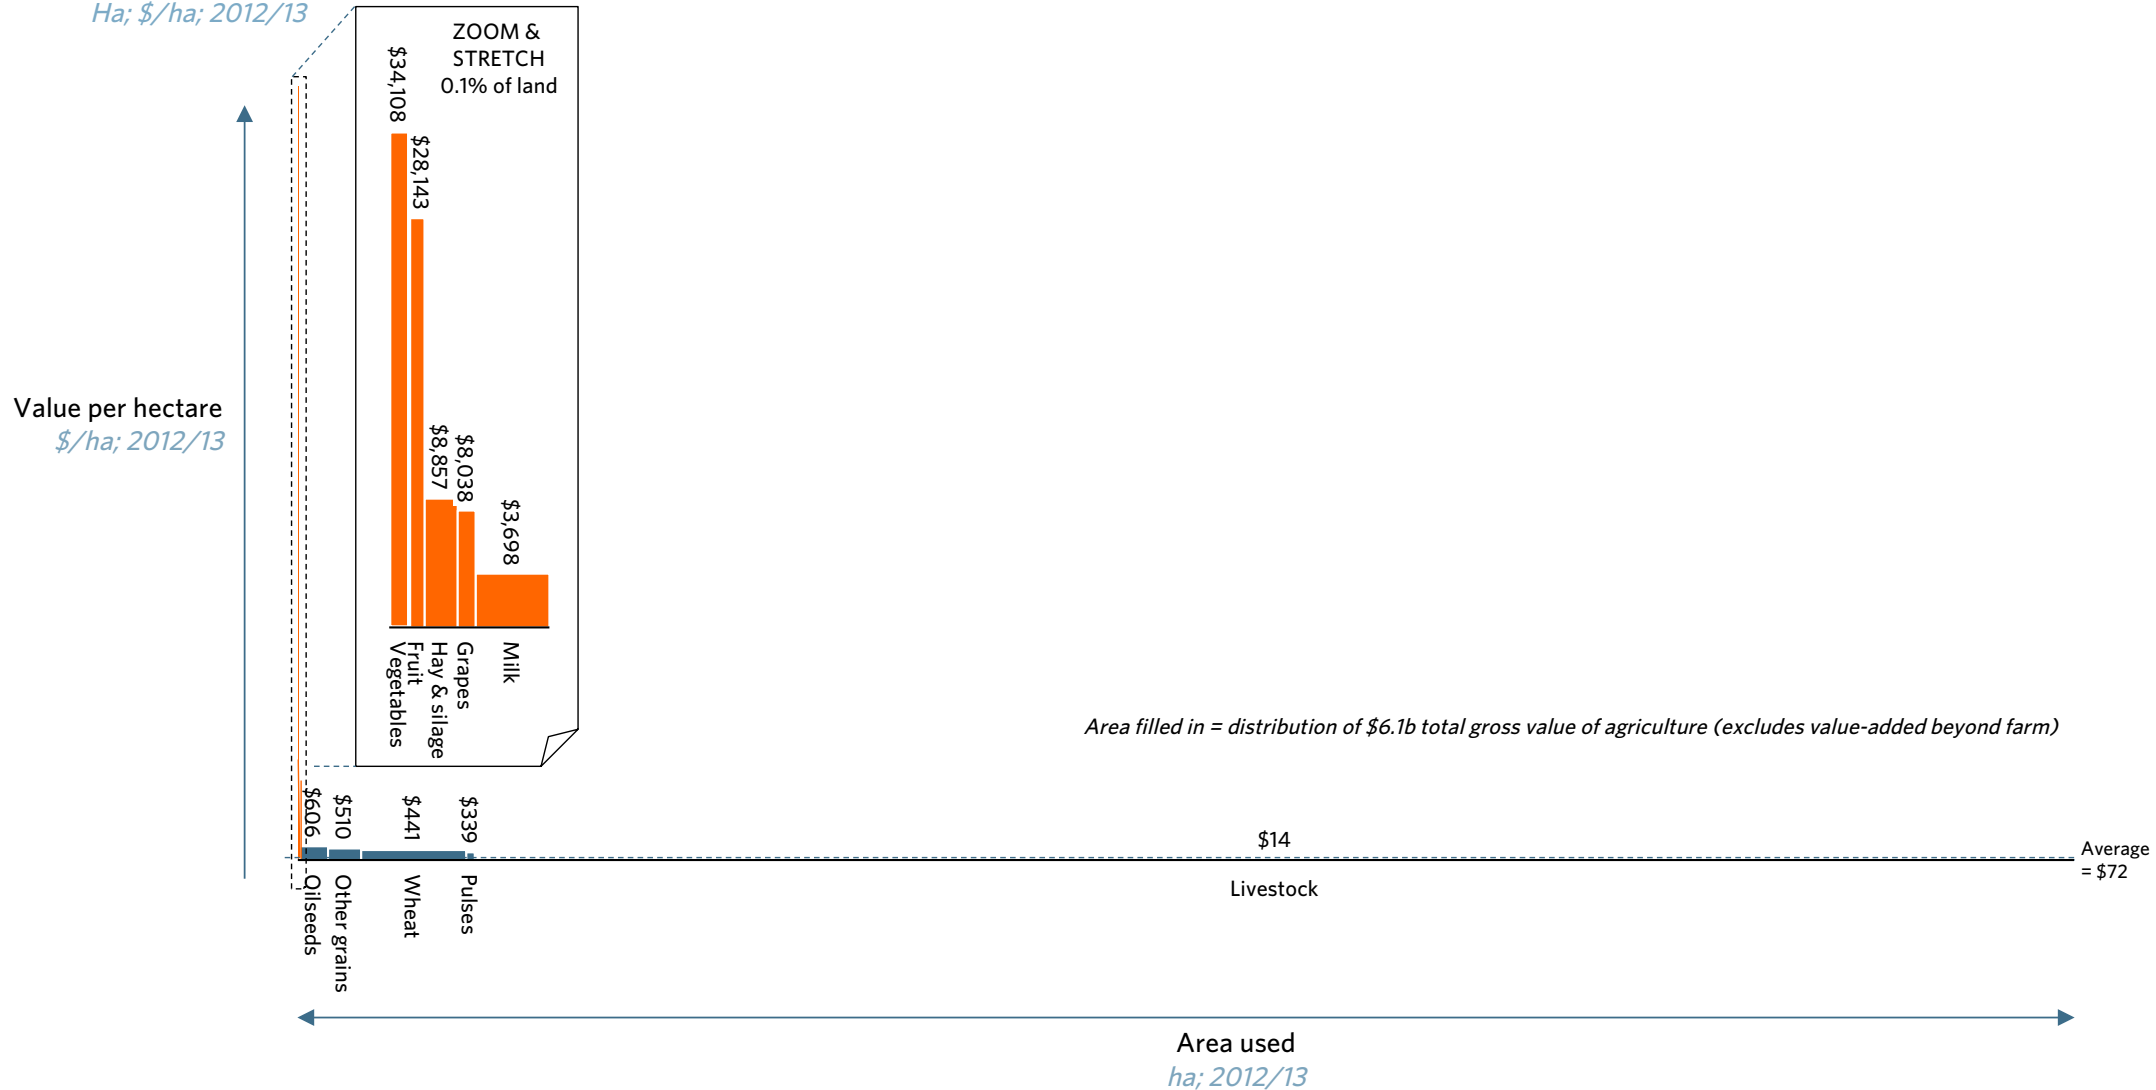 Ha; $/ha; 2012/13
ZOOM &
STRETCH
0.1% of land
$34,108
$28,143
$8,857
$8,038
$3,698
Value per hectare
$/ha; 2012/13
Vegetables
Fruit
Hay & silage
Grapes
Milk
Area filled in = distribution of $6.1b total gross value of agriculture (excludes value-added beyond farm)
$606
$510
$441
$339
$14
Average
= $72
Oilseeds
Other grains
Wheat
Pulses
Livestock
Area used
ha; 2012/13